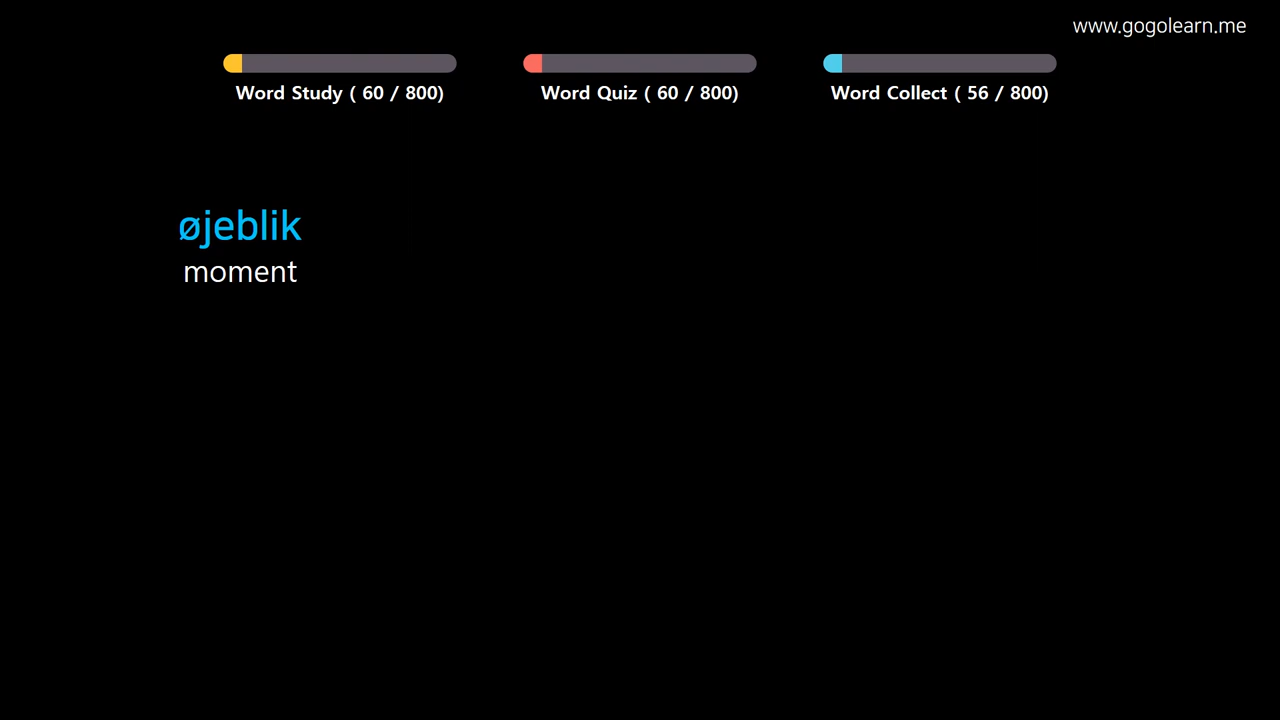 www.gogolearn.me
Word Study ( 60 / 800)
Word Quiz ( 60 / 800)
Word Collect ( 56 / 800)
øjeblik
moment